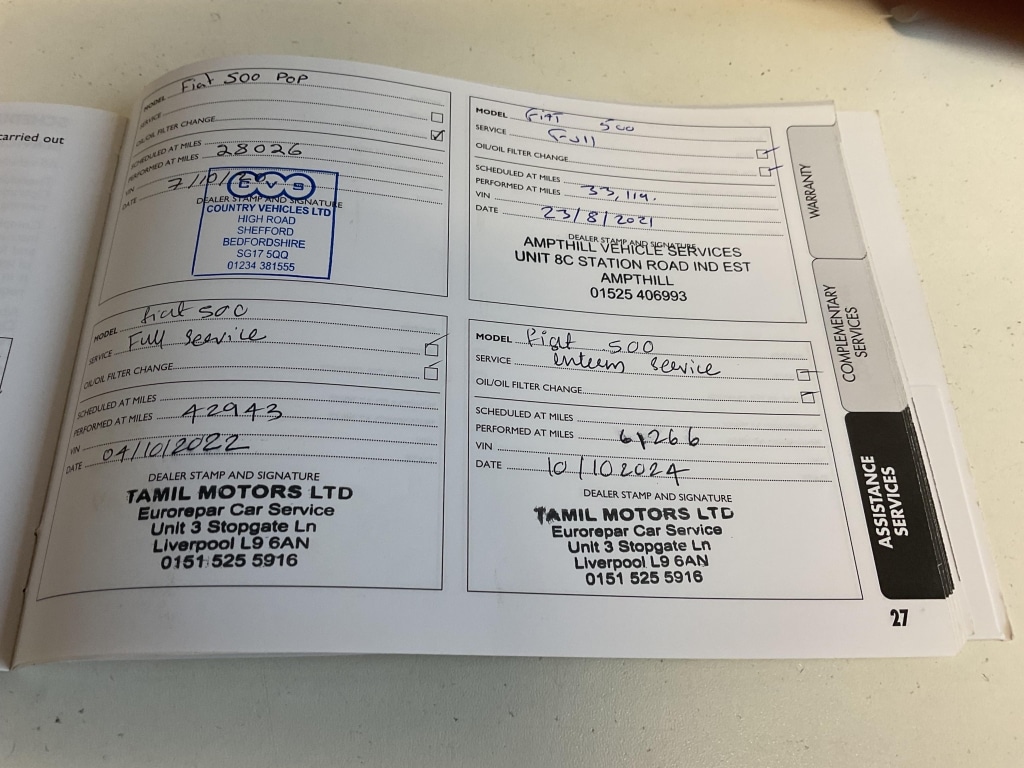 carried out
MODEL Fiat 500 POP
SERVICE
OIL/OIL FILTER CHANGE
SCHEDULED AT MILES
PERFORMED AT MILES 28026
VIN
DATE 7/10/20
DEALER STAMP AND SIGNATURE
CVS
COUNTRY VEHICLES LTD
HIGH ROAD
SHEFFORD
BEDFORDSHIRE
SG17 5QQ
01234 381555
MODEL FIAT 500
SERVICE Full
OIL/OIL FILTER CHANGE
SCHEDULED AT MILES
PERFORMED AT MILES 33,114.
VIN
DATE 23/8/2021
DEALER STAMP AND SIGNATURE
AMPTHILL VEHICLE SERVICES
UNIT 8C STATION ROAD IND EST
AMPTHILL
01525 406993
MODEL Fiat 500
SERVICE Full Service
OIL/OIL FILTER CHANGE
SCHEDULED AT MILES
PERFORMED AT MILES 42943
VIN
DATE 04/10/2022
DEALER STAMP AND SIGNATURE
TAMIL MOTORS LTD
Eurorepar Car Service
Unit 3 Stopgate Ln
Liverpool L9 6AN
0151 525 5916
MODEL Fiat 500
SERVICE interm Service
OIL/OIL FILTER CHANGE
SCHEDULED AT MILES
PERFORMED AT MILES 61266
VIN
DATE 10/10 2024
DEALER STAMP AND SIGNATURE
TAMIL MOTORS LTD
Eurorepar Car Service
Unit 3 Stopgate Ln
Liverpool L9 6AN
0151 525 5916
WARRANTY
COMPLEMENTARY
SERVICES
ASSISTANCE
SERVICES
27